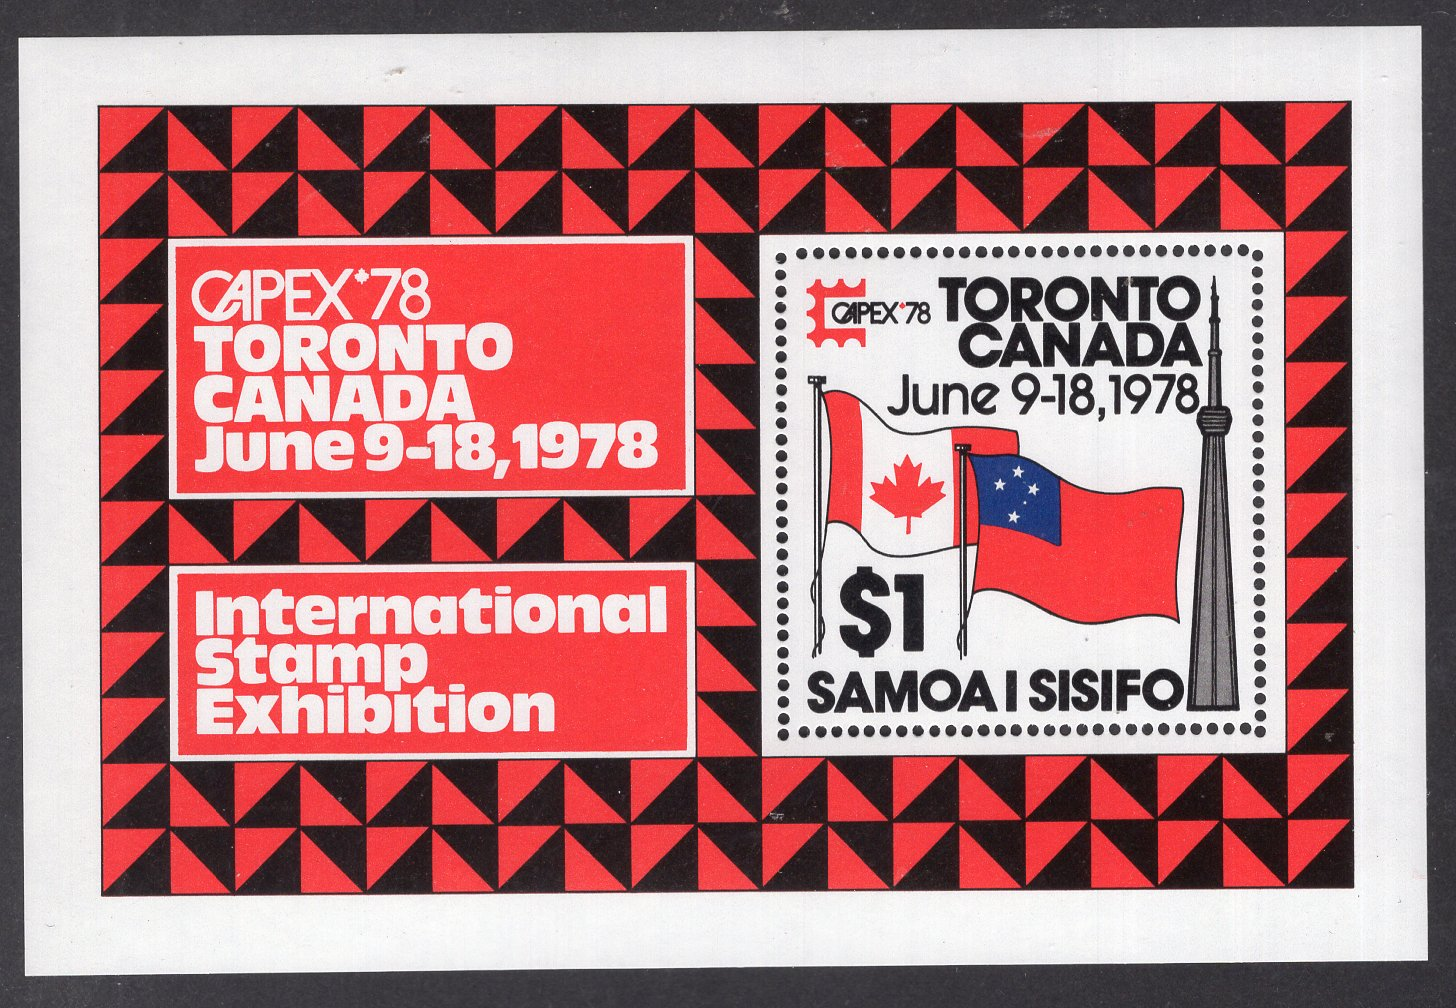 CAPEX'78
TORONTO
CANADA
June 9-18, 1978
International
Stamp
Exhibition
CAPEX'78
TORONTO
CANADA
June 9-18, 1978
$1
SAMOA I SISIFO